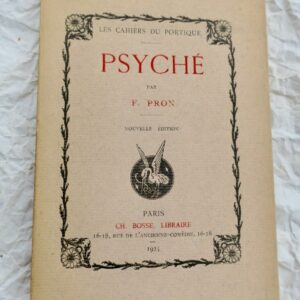 LES CAHIERS DU PORTIQUE
PSYCHÉ
PAR
F. PRON
NOUVELLE ÉDITION
PARIS
CH. BOSSE, LIBRAIRE
16-18, RUE DE L'ANCIENNE-COMÉDIE, 16-18
1925